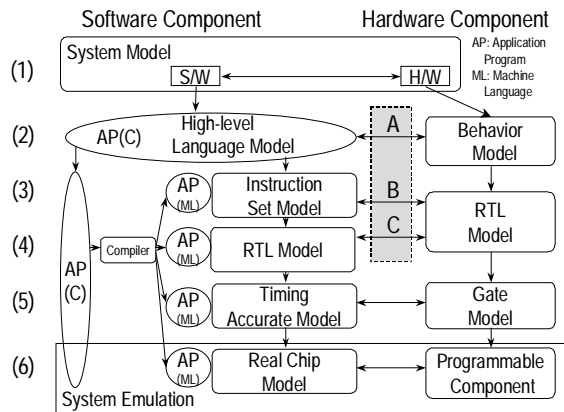 Software Component
Hardware Component
System Model
AP: Application
Program
ML: Machine
Language
(1)
S/W
H/W
(2)
AP(C)
High-level
Language Model
A
Behavior
Model
(3)
AP
(ML)
Instruction
Set Model
B
RTL
Model
C
(4)
AP
(C)
Compiler
AP
(ML)
RTL Model
(5)
AP
(ML)
Timing
Accurate Model
Gate
Model
(6)
AP
(ML)
Real Chip
Model
Programmable
Component
System Emulation